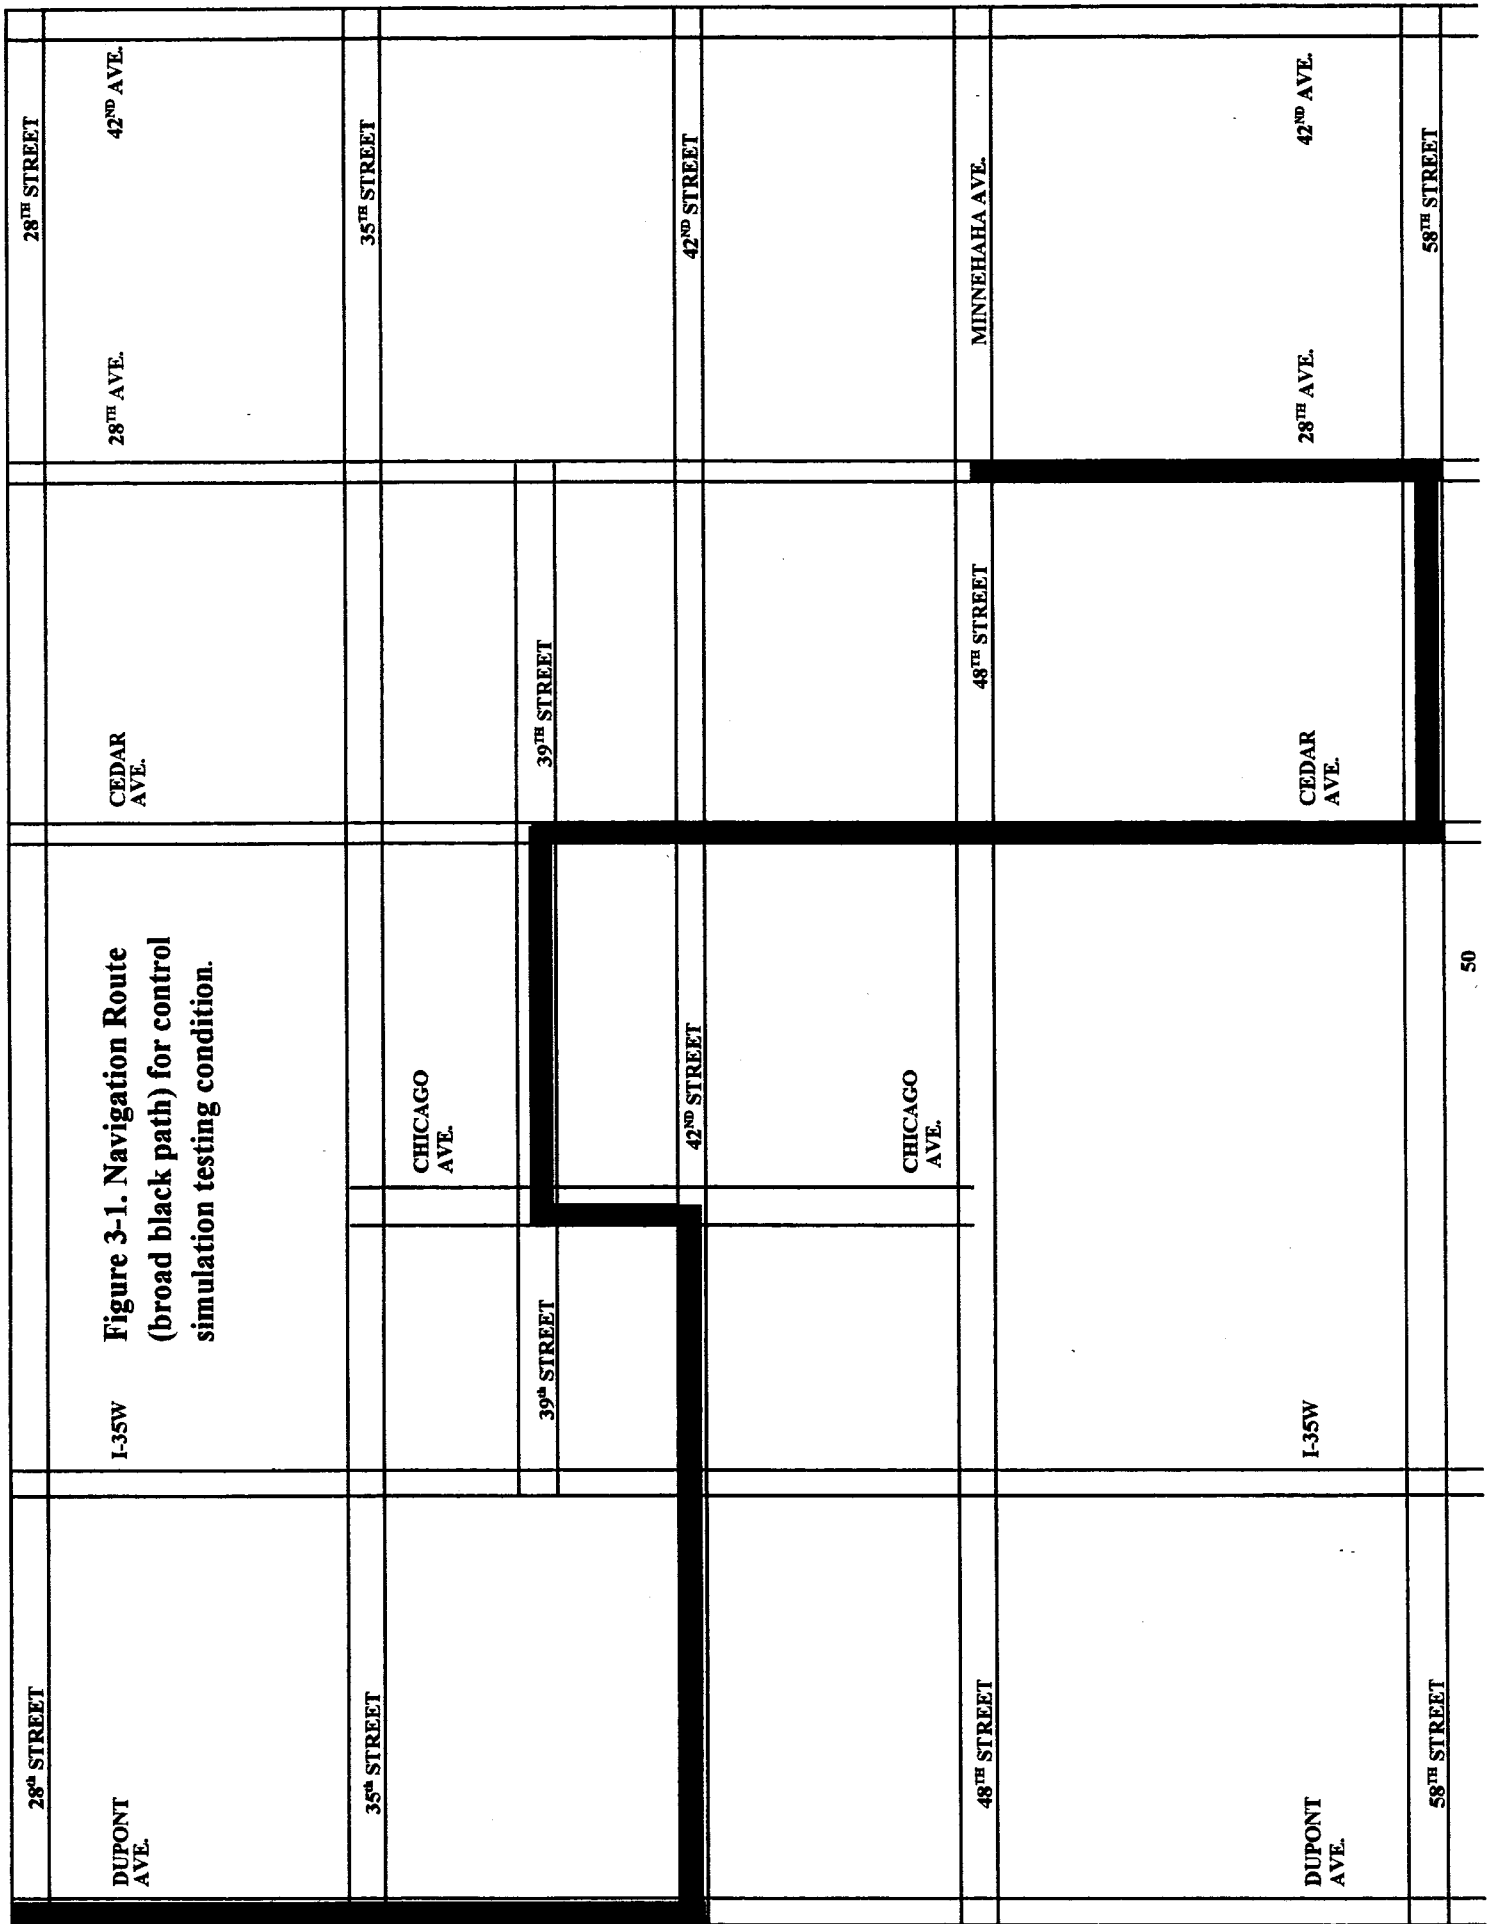 28th STREET
28TH STREET
DUPONT
AVE.
I-35W
Figure 3-1. Navigation Route
(broad black path) for control
simulation testing condition.
CEDAR
AVE.
28TH AVE.
42ND AVE.
35th STREET
35TH STREET
CHICAGO
AVE.
39th STREET
39TH STREET
42ND STREET
42ND STREET
CHICAGO
AVE.
48TH STREET
48TH STREET
MINNEHAHA AVE.
DUPONT
AVE.
I-35W
CEDAR
AVE.
28TH AVE.
42ND AVE.
58TH STREET
58TH STREET
50